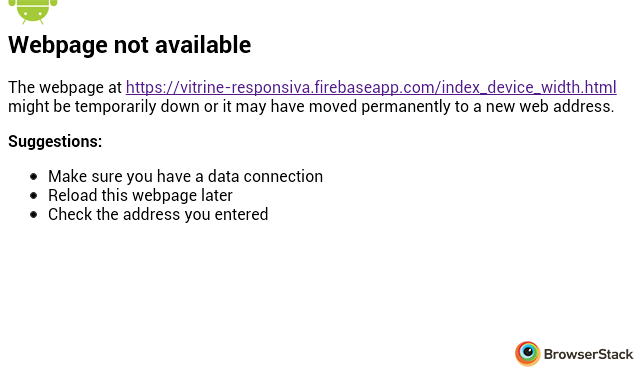 Webpage not available
The webpage at https://vitrine-responsiva.firebaseapp.com/index_device_width.html
might be temporarily down or it may have moved permanently to a new web address.
Suggestions:
Make sure you have a data connection
Reload this webpage later
Check the address you entered
BrowserStack